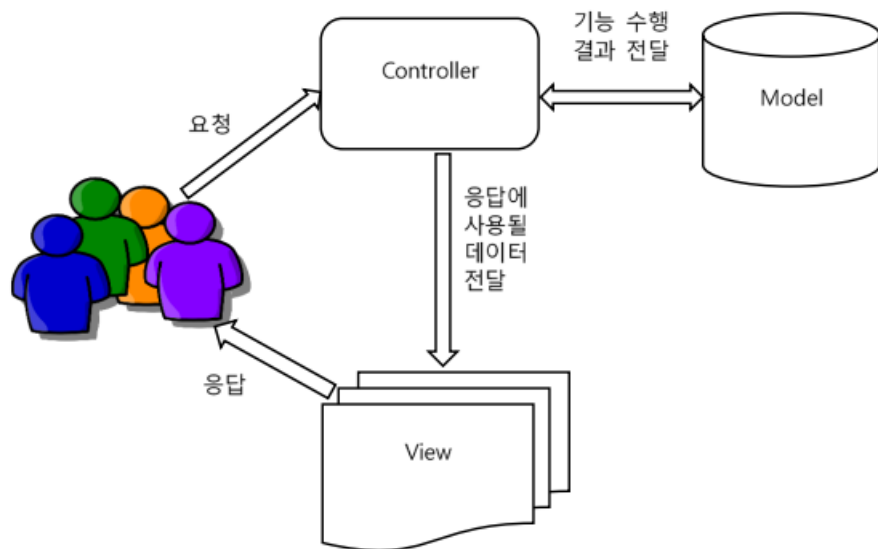 기능 수행
결과 전달
Controller
Model
요청
응답에
사용될
데이터
전달
응답
View